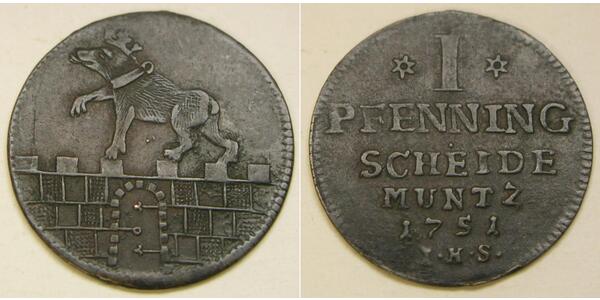 * I *
PFENNING
SCHEIDE
MUNTZ
1751
.H.S.